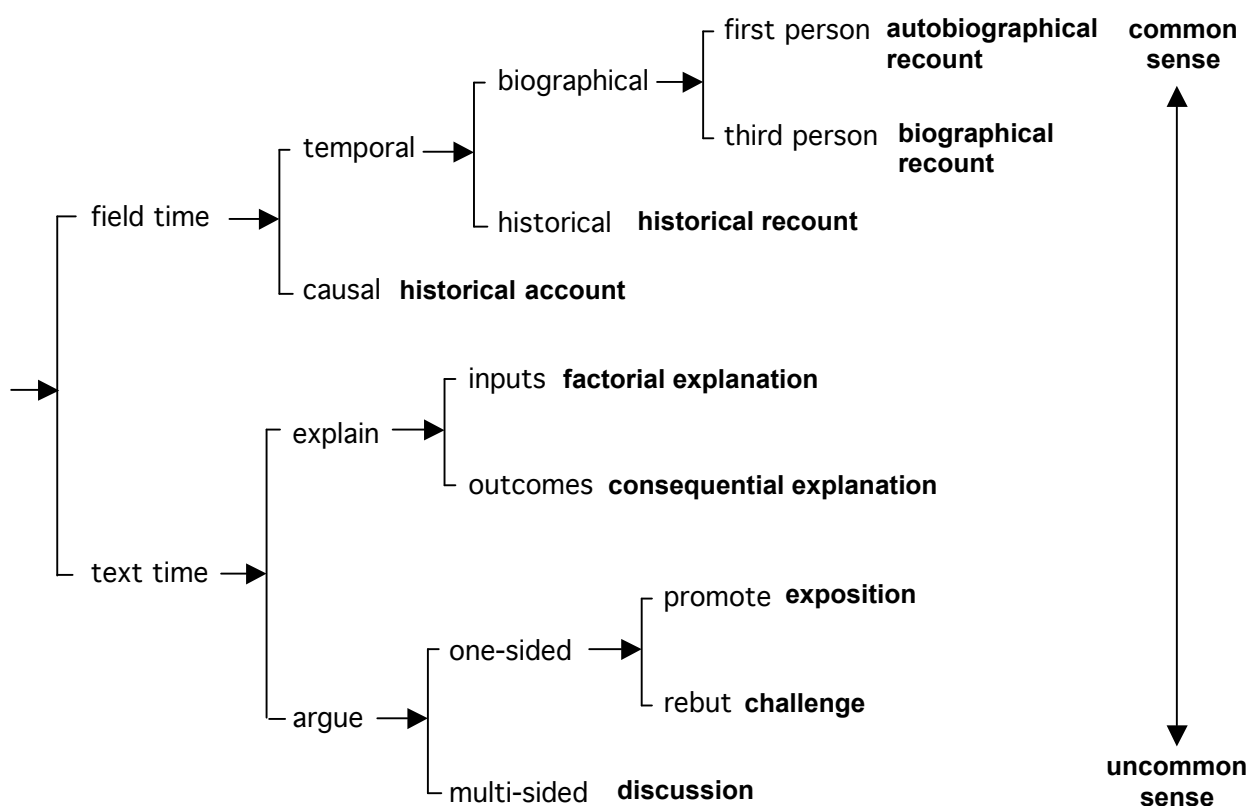 first person autobiographical recount
common sense
biographical
third person biographical recount
temporal
field time
historical historical recount
causal historical account
inputs factorial explanation
explain
outcomes consequential explanation
text time
promote exposition
one-sided
rebut challenge
argue
multi-sided discussion
uncommon sense